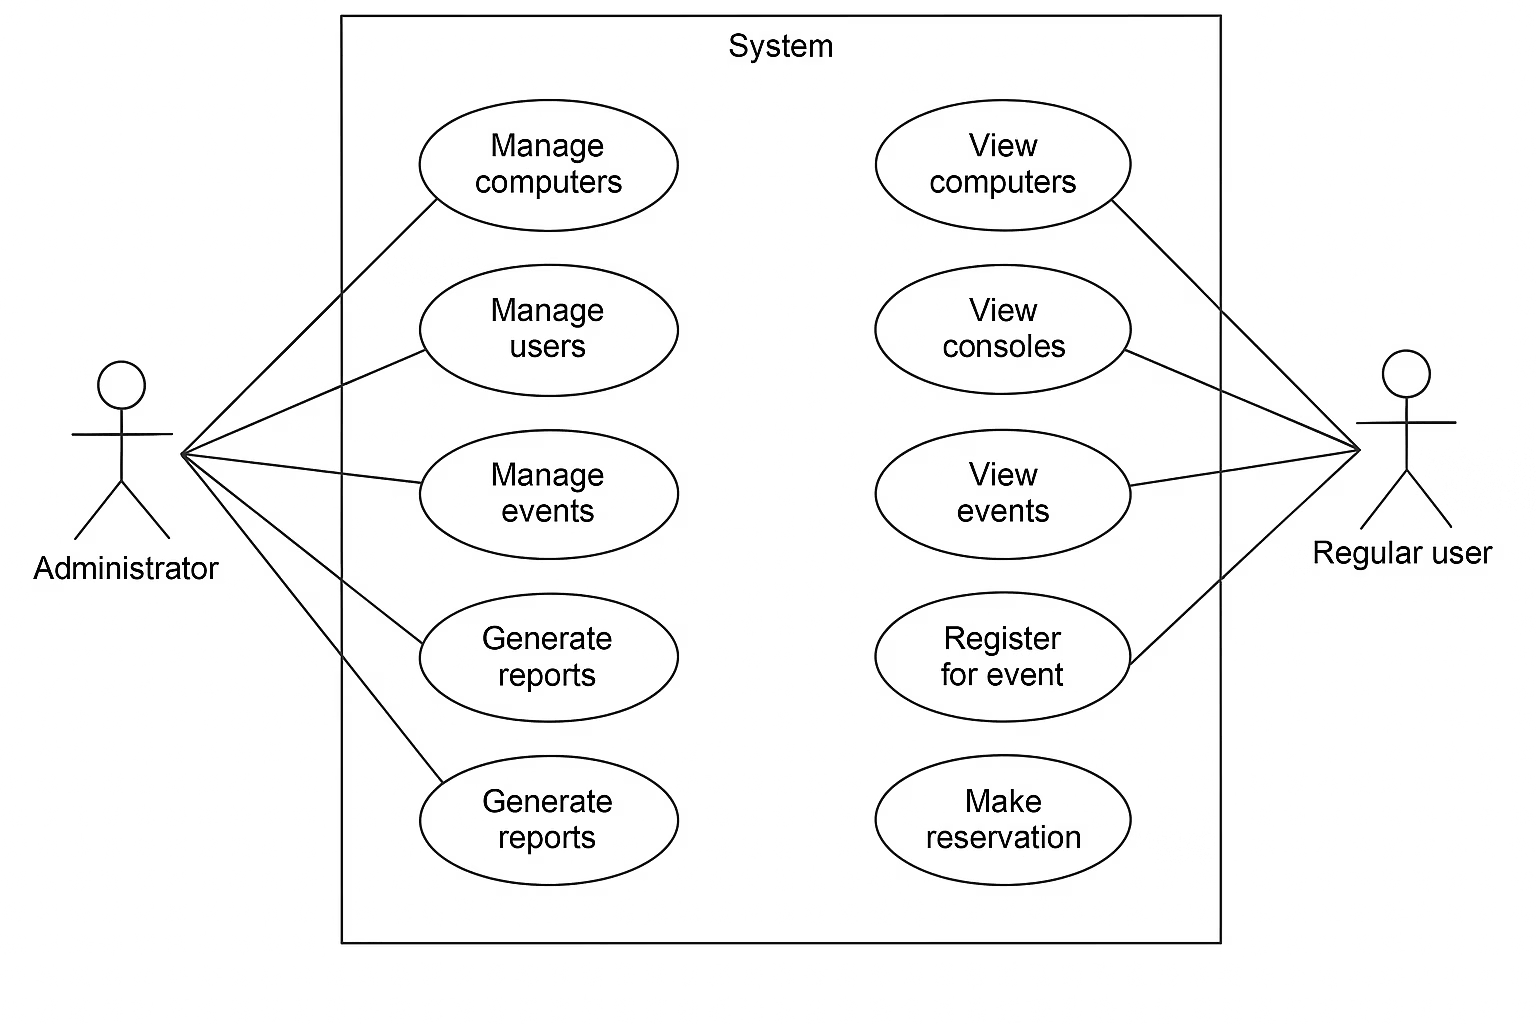 System
Manage
computers
Manage
users
Manage
events
Generate
reports
Generate
reports
View
computers
View
consoles
View
events
Register
for event
Make
reservation
Administrator
Regular user